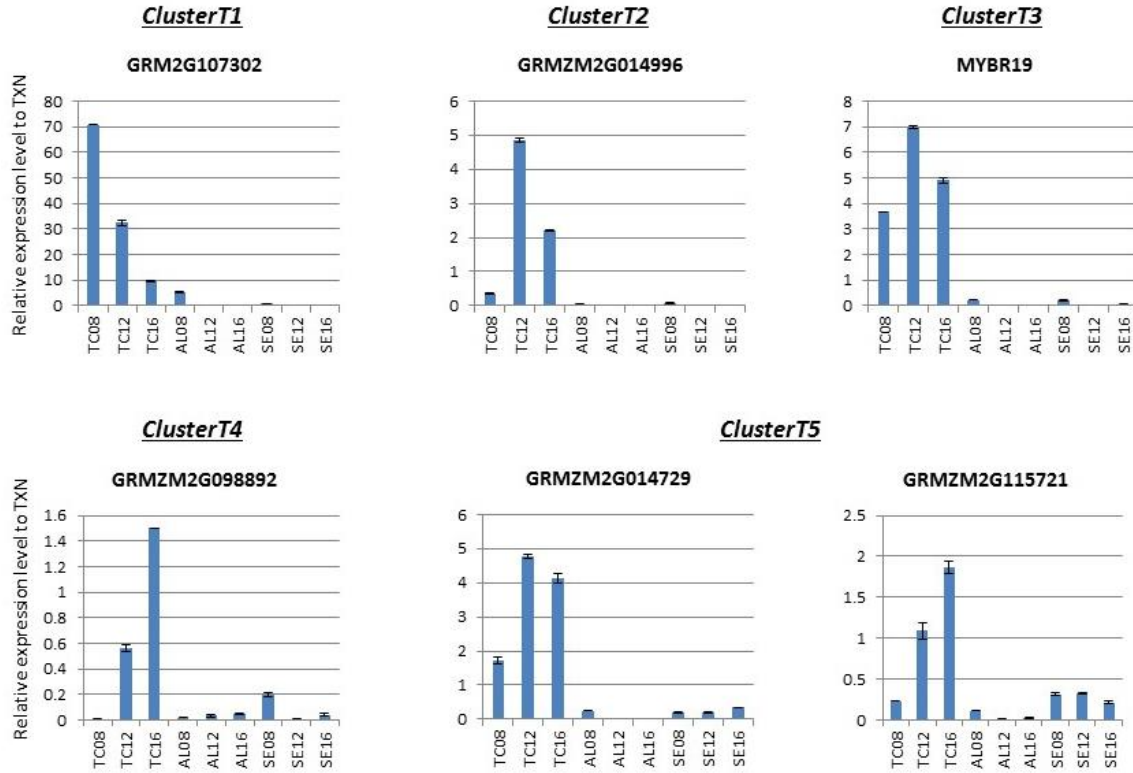 ClusterT1
ClusterT2
ClusterT3
GRM2G107302
GRMZM2G014996
MYBR19
Relative expression level to TXN
80
70
60
50
40
30
20
10
0
TC08
TC12
TC16
AL08
AL12
AL16
SE08
SE12
SE16
6
5
4
3
2
1
0
TC08
TC12
TC16
AL08
AL12
AL16
SE08
SE12
SE16
8
7
6
5
4
3
2
1
0
TC08
TC12
TC16
AL08
AL12
AL16
SE08
SE12
SE16
ClusterT4
ClusterT5
GRMZM2G098892
GRMZM2G014729
GRMZM2G115721
Relative expression level to TXN
1.6
1.4
1.2
1
0.8
0.6
0.4
0.2
0
TC08
TC12
TC16
AL08
AL12
AL16
SE08
SE12
SE16
6
5
4
3
2
1
0
TC08
TC12
TC16
AL08
AL12
AL16
SE08
SE12
SE16
2.5
2
1.5
1
0.5
0
TC08
TC12
TC16
AL08
AL12
AL16
SE08
SE12
SE16